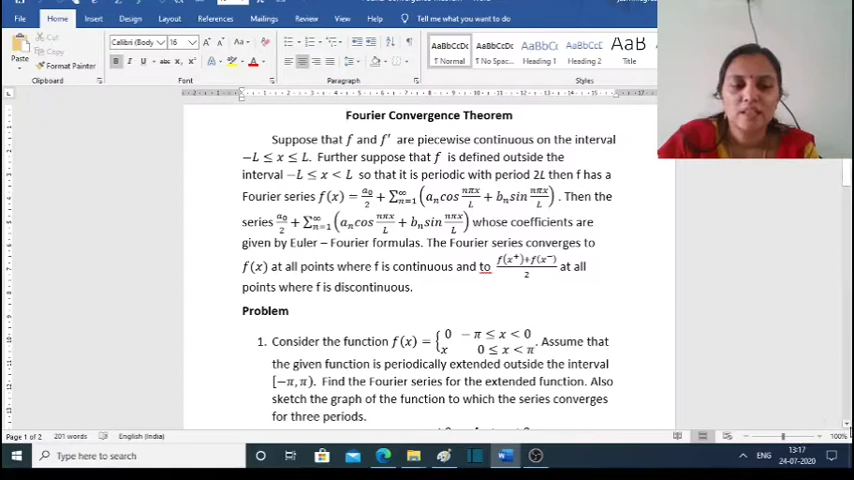 File Home Insert Draw Design Layout References Mailings Review View Help Tell me what you want to do
Paste
Cut
Copy
Format Painter
Clipboard
Calibri (Body)
16
Font
Paragraph
AaBbCcDc
¶ Normal
AaBbCcDc
¶ No Spac...
AaBbCc
Heading 1
AaBbCcD
Heading 2
AaB
Title
Styles
Fourier Convergence Theorem
Suppose that f and f′ are piecewise continuous on the interval
−L ≤ x ≤ L. Further suppose that f is defined outside the
interval −L ≤ x < L so that it is periodic with period 2L then f has a
Fourier series f(x) = a₀/2 + ∑ₙ₌₁^∞ (aₙcos nπx/L + bₙsin nπx/L). Then the
series a₀/2 + ∑ₙ₌₁^∞ (aₙcos nπx/L + bₙsin nπx/L) whose coefficients are
given by Euler – Fourier formulas. The Fourier series converges to
f(x) at all points where f is continuous and to f(x⁺)+f(x⁻)/2 at all
points where f is discontinuous.
Problem
1. Consider the function f(x) = { 0 − π ≤ x < 0
x 0 ≤ x < π . Assume that
the given function is periodically extended outside the interval
[−π, π). Find the Fourier series for the extended function. Also
sketch the graph of the function to which the series converges
for three periods.
Page 1 of 2 201 words English (India) 100%
Type here to search
ENG
13:17
24-07-2020